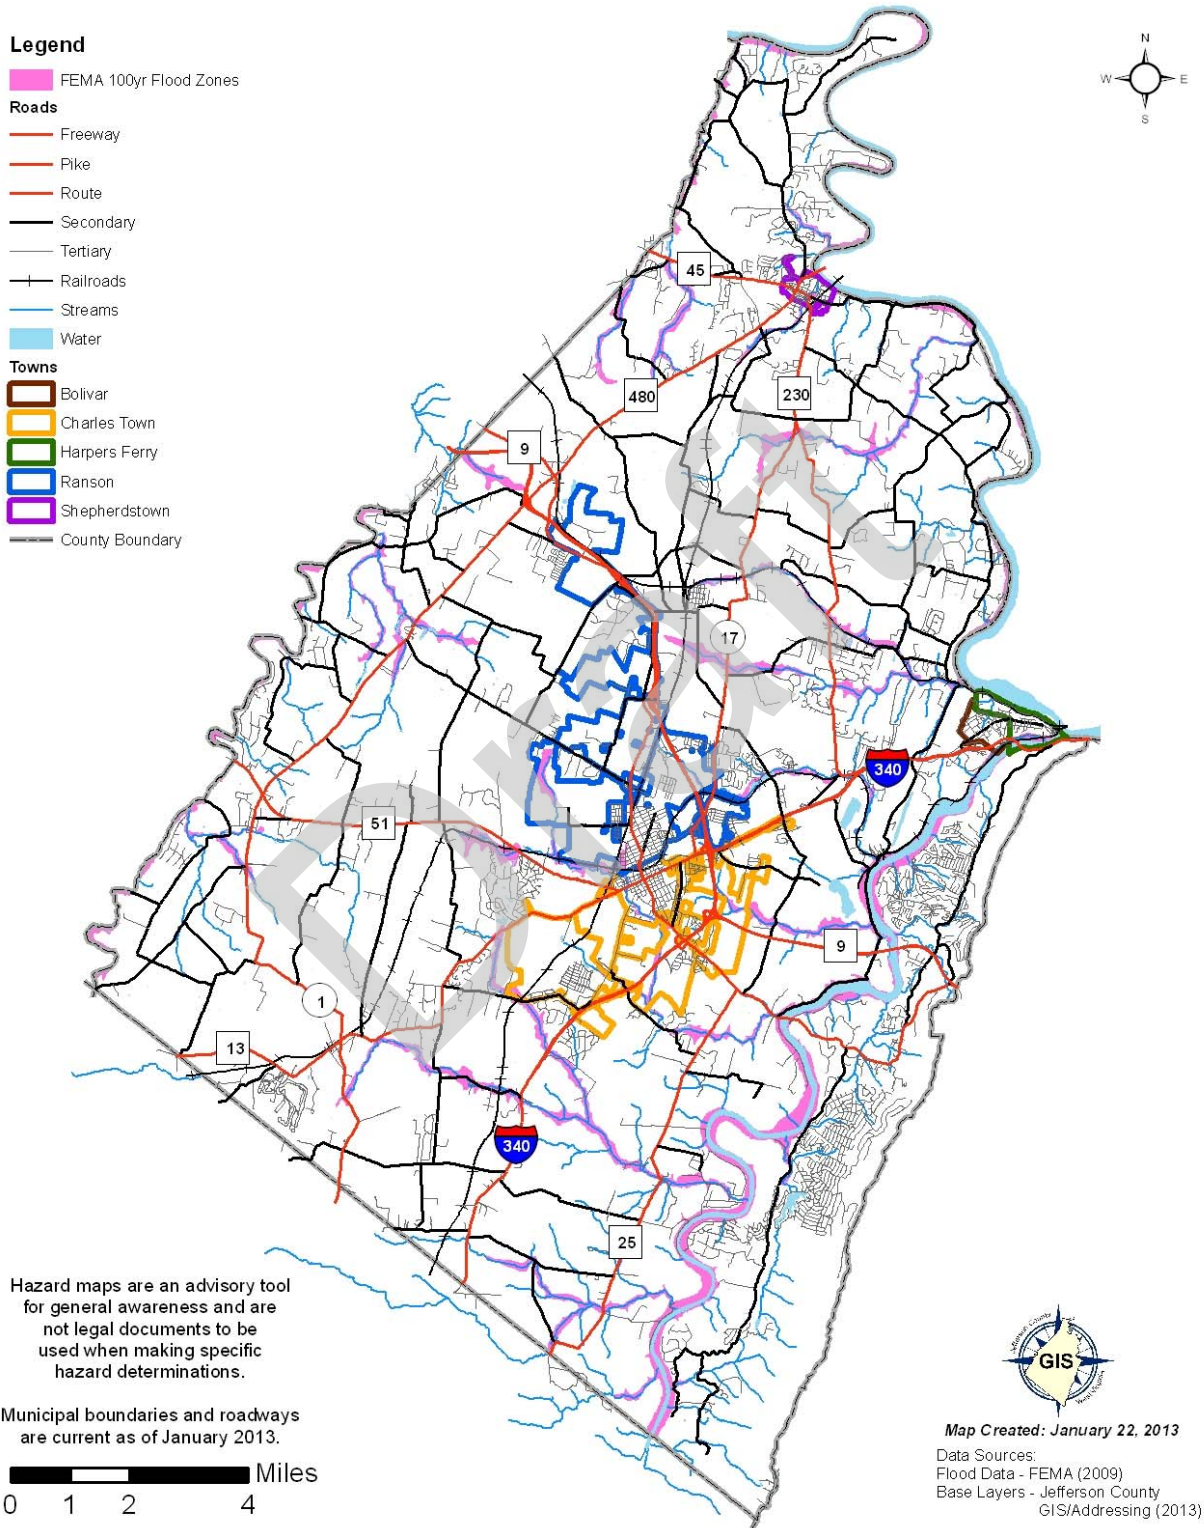 Legend
FEMA 100yr Flood Zones
Roads
Freeway
Pike
Route
Secondary
Tertiary
Railroads
Streams
Water
Towns
Bolivar
Charles Town
Harpers Ferry
Ranson
Shepherdstown
County Boundary
N
W E
S
45
480
230
9
17
340
51
9
1
13
340
25
Draft
Hazard maps are an advisory tool
for general awareness and are
not legal documents to be
used when making specific
hazard determinations.
Municipal boundaries and roadways
are current as of January 2013.
Miles
0 1 2 4
Jefferson County
GIS
West Virginia
Map Created: January 22, 2013
Data Sources:
Flood Data - FEMA (2009)
Base Layers - Jefferson County
GIS/Addressing (2013)